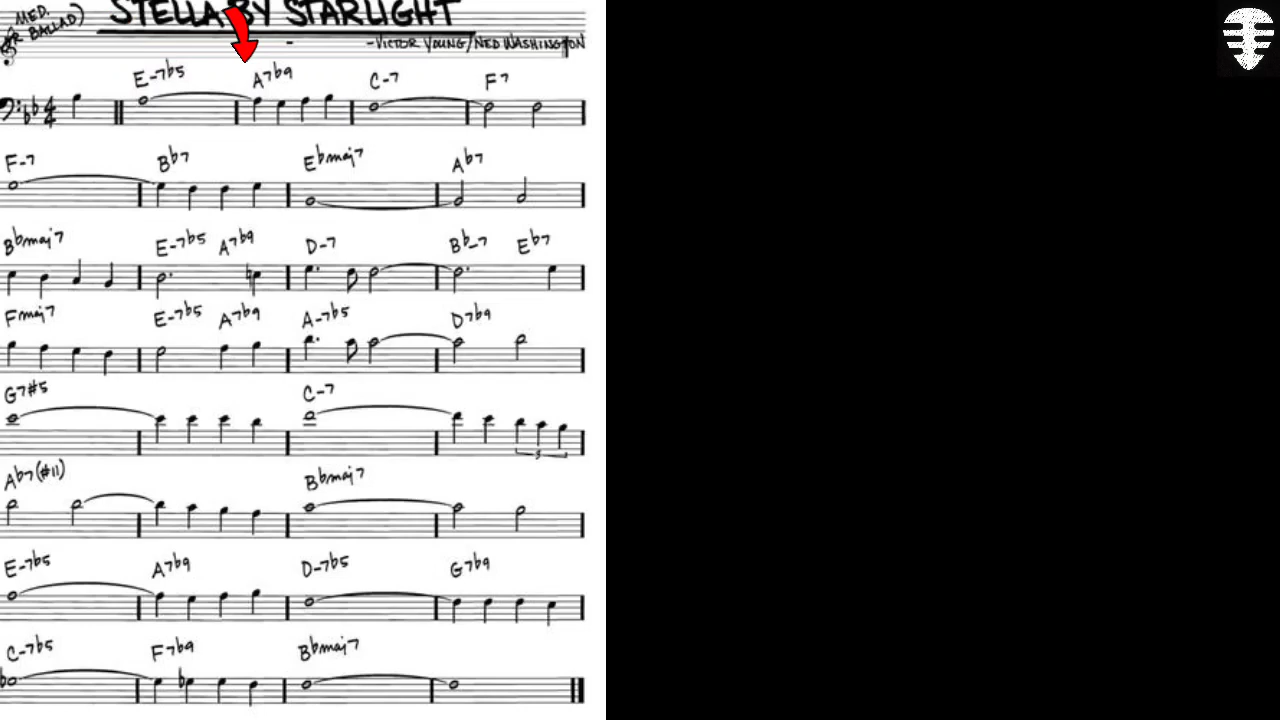 STELLA BY STARLIGHT
(MED. OR BALLAD)
-VICTOR YOUNG/NED WASHINGTON
E-7b5 A7b9 C-7 F7
F-7 Bb7 Ebmaj7 Ab7
Bbmaj7 E-7b5 A7b9 D-7 Bb-7 Eb7
Fmaj7 E-7b5 A7b9 A-7b5 D7b9
G7#5 C-7
3
Ab7(#11) Bbmaj7
E-7b5 A7b9 D-7b5 G7b9
C-7b5 F7b9 Bbmaj7